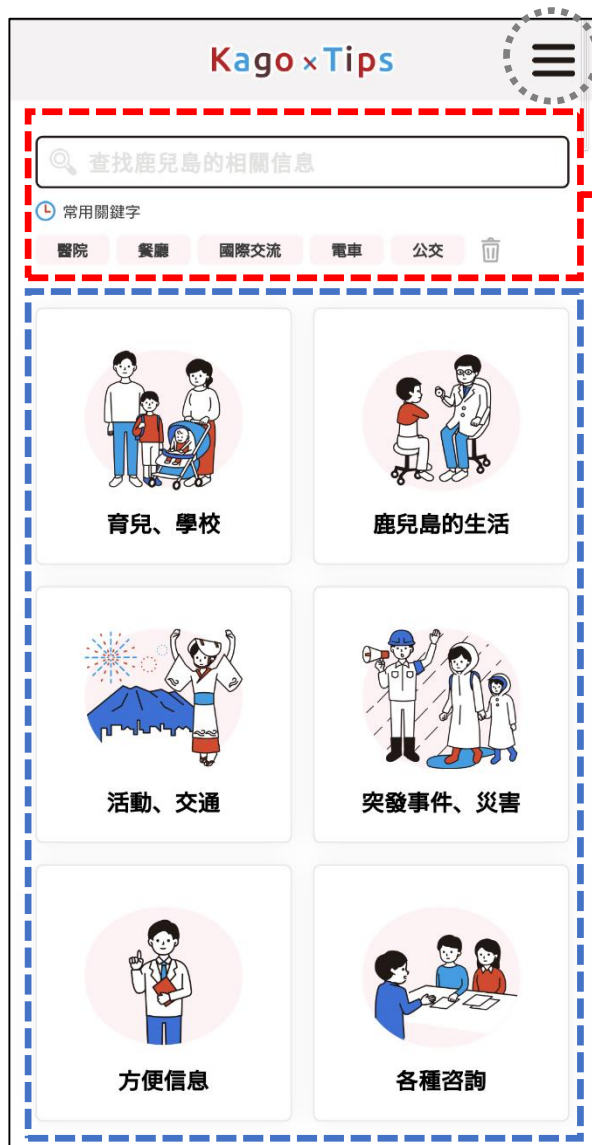 Kago×Tips
查找鹿兒島的相關信息
常用關鍵字
醫院 餐廳 國際交流 電車 公交
育兒、學校 鹿兒島的生活
活動、交通 突發事件、災害
方便信息 各種咨詢